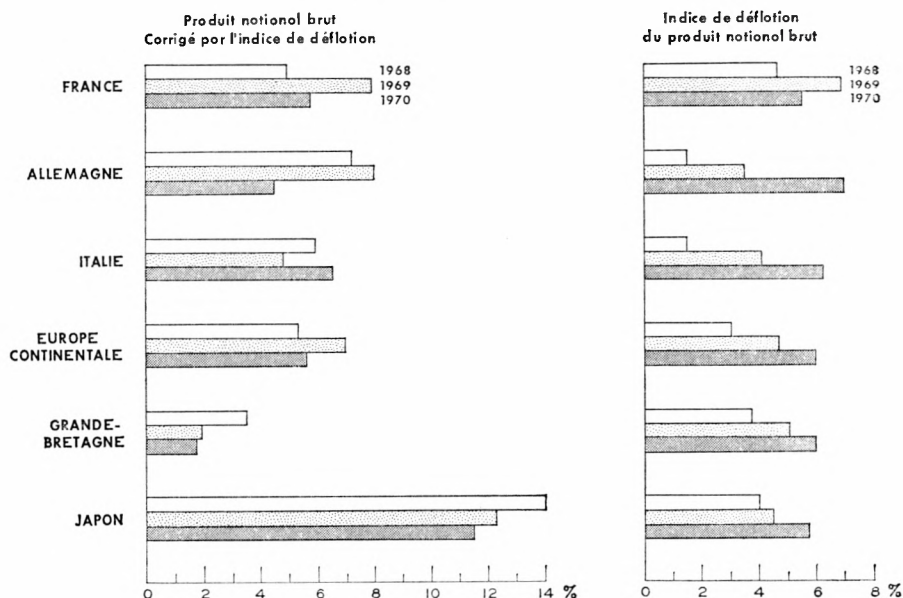 Produit notionol brut
Corrigé por l'indice de déflotion
Indice de déflotion
du produit notionol brut
FRANCE
1968
1969
1970
1968
1969
1970
ALLEMAGNE
ITALIE
EUROPE
CONTINENTALE
GRANDE-
BRETAGNE
JAPON
0 2 4 6 8 10 12 14 %
0 2 4 6 8 %